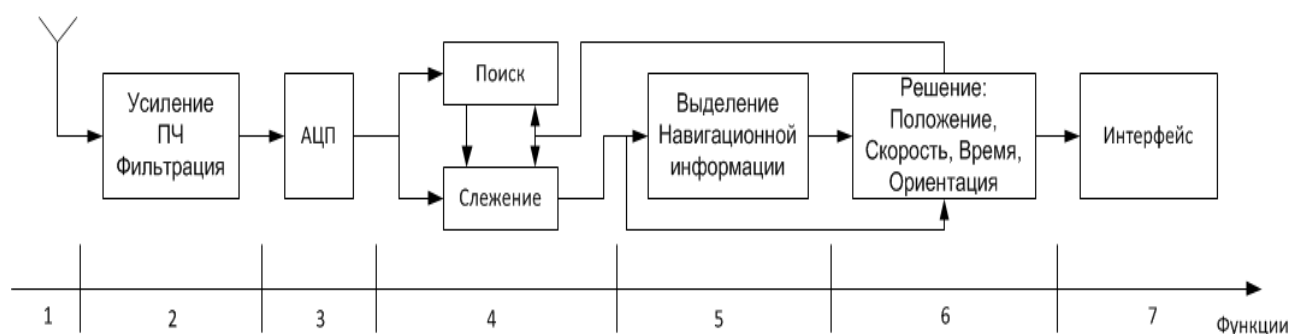 Усиление
ПЧ
Фильтрация
АЦП
Поиск
Слежение
Выделение
Навигационной
информации
Решение:
Положение,
Скорость, Время,
Ориентация
Интерфейс
1
2
3
4
5
6
7
Функции